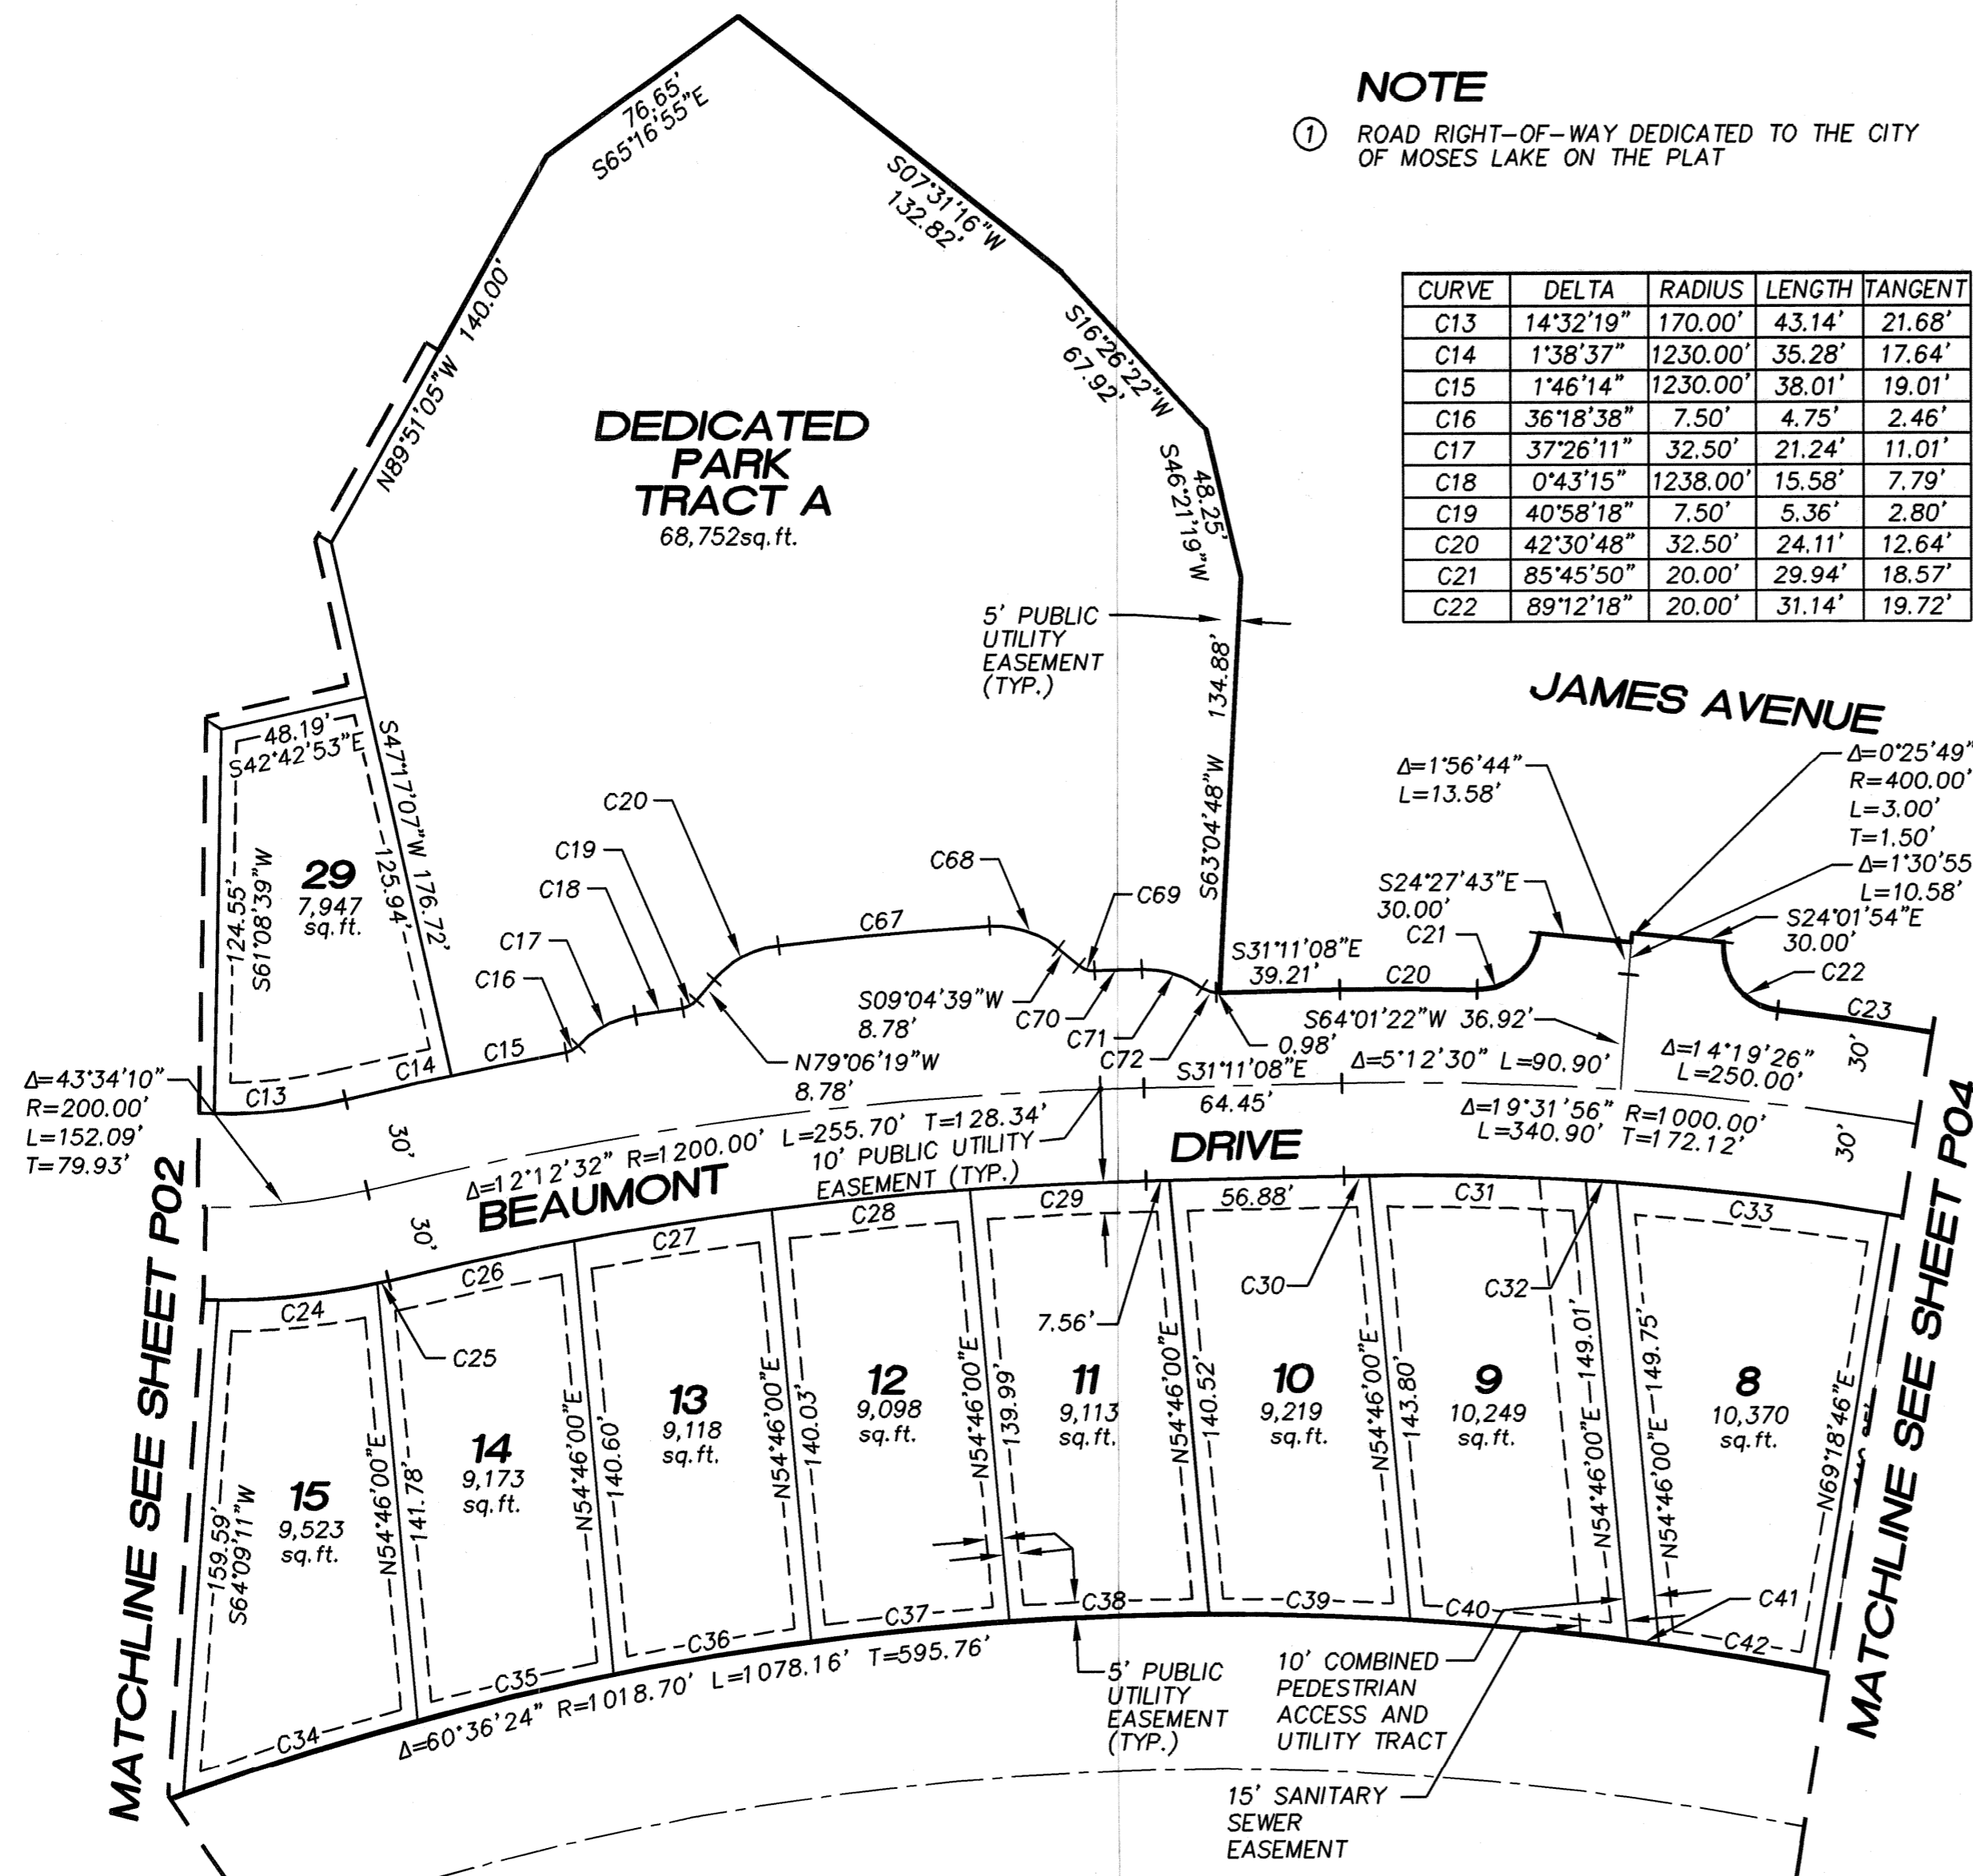 NOTE
① ROAD RIGHT-OF-WAY DEDICATED TO THE CITY
OF MOSES LAKE ON THE PLAT
CURVE DELTA RADIUS LENGTH TANGENT
C13 14°32'19" 170.00' 43.14' 21.68'
C14 1°38'37" 1230.00' 35.28' 17.64'
C15 1°46'14" 1230.00' 38.01' 19.01'
C16 36°18'38" 7.50' 4.75' 2.46'
C17 37°26'11" 32.50' 21.24' 11.01'
C18 0°43'15" 1238.00' 15.58' 7.79'
C19 40°58'18" 7.50' 5.36' 2.80'
C20 42°30'48" 32.50' 24.11' 12.64'
C21 85°45'50" 20.00' 29.94' 18.57'
C22 89°12'18" 20.00' 31.14' 19.72'
76.65'
S65°16'55"E
S07°31'16"W
132.82'
N89°51'05"W 140.00'
S16°26'22"W
67.92'
48.25'
S46°21'19"W
DEDICATED
PARK
TRACT A
68,752sq.ft.
5' PUBLIC
UTILITY
EASEMENT
(TYP.)
S63°04'48"W 134.88'
JAMES AVENUE
Δ=1°56'44"
L=13.58'
Δ=0°25'49"
R=400.00'
L=3.00'
T=1.50'
Δ=1°30'55
L=10.58'
S24°27'43"E
30.00'
S24°01'54"E
30.00'
C21
C22
C23
48.19'
S42°42'53"E
S47°17'07"W 176.72'
125.94'
124.55'
S61°08'39"W
29
7,947
sq.ft.
C13
C14
C15
C16
C17
C18
C19
C20
C67
C68
C69
S09°04'39"W
8.78'
C70
C71
C72
N79°06'19"W
8.78'
S31°11'08"E
39.21'
C20
0.98'
S64°01'22"W 36.92'
S31°11'08"E
64.45'
Δ=5°12'30" L=90.90'
Δ=14°19'26"
L=250.00'
30'
Δ=19°31'56" R=1000.00'
L=340.90' T=172.12'
30'
Δ=43°34'10"
R=200.00'
L=152.09'
T=79.93'
30'
Δ=12°12'32" R=1200.00' L=255.70' T=128.34'
30'
10' PUBLIC UTILITY
EASEMENT (TYP.)
BEAUMONT
DRIVE
MATCHLINE SEE SHEET P02
MATCHLINE SEE SHEET P04
C24
C25
C26
C27
C28
C29
7.56'
56.88'
C30
C31
C32
C33
159.59'
S64°09'11"W
15
9,523
sq.ft.
N54°46'00"E
141.78'
14
9,173
sq.ft.
N54°46'00"E
140.60'
13
9,118
sq.ft.
N54°46'00"E
140.03'
12
9,098
sq.ft.
N54°46'00"E
139.99'
11
9,113
sq.ft.
N54°46'00"E
140.52'
10
9,219
sq.ft.
N54°46'00"E
143.80'
9
10,249
sq.ft.
N54°46'00"E 149.01'
N54°46'00"E 149.75'
8
10,370
sq.ft.
N69°18'46"E
C34
C35
C36
C37
C38
C39
C40
C41
C42
Δ=60°36'24" R=1018.70' L=1078.16' T=595.76'
5' PUBLIC
UTILITY
EASEMENT
(TYP.)
10' COMBINED
PEDESTRIAN
ACCESS AND
UTILITY TRACT
15' SANITARY
SEWER
EASEMENT